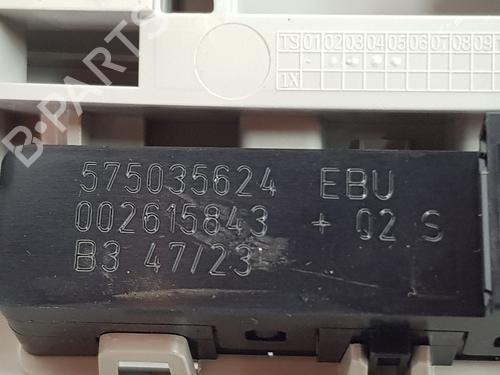 TS 01 02 03 04 05 06 07 08 09
1X
B-PARTS
575035624 EBU
002615843 + 02 S
B3 47/23